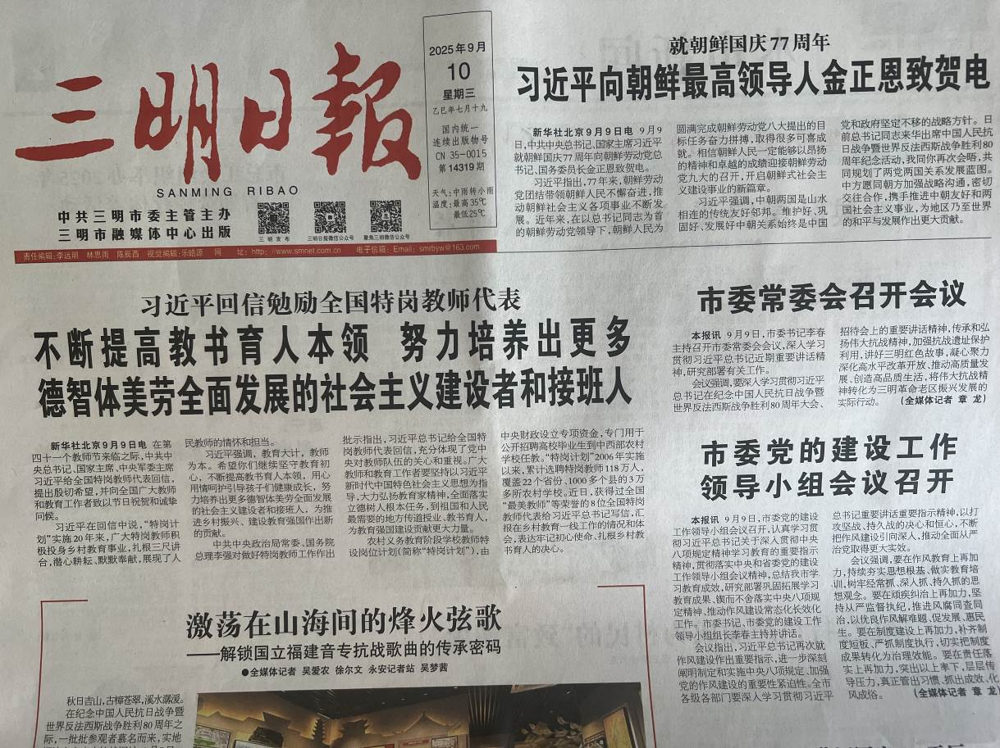 三明日報
SANMING RIBAO
中共三明市委主管主办
三明市融媒体中心出版
三明发布
三明日报微信公众号
聚焦三明微信公众号
2025年9月
10
星期三
乙巳年七月十九
国内统一
连续出版物号
CN 35-0015
第14319期
天气:中雨转小雨
温度:最高35℃
最低25℃
责任编辑:李远明 林思雨 陈辰酉 视觉编辑:乐皓源 网 址:http://www.smnet.com.cn 电子信箱:Email:smrbyw@163.com
就朝鲜国庆77周年
习近平向朝鲜最高领导人金正恩致贺电
新华社北京9月9日电 9月9
日,中共中央总书记、国家主席习近平
就朝鲜国庆77周年向朝鲜劳动党总
书记、国务委员长金正恩致贺电。
习近平指出,77年来,朝鲜劳动
党团结带领朝鲜人民不懈奋进,推
动朝鲜社会主义各项事业不断发
展。近年来,在以总书记同志为首
的朝鲜劳动党领导下,朝鲜人民为
圆满完成朝鲜劳动党八大提出的目
标任务奋力拼搏,取得很多可喜成
就。相信朝鲜人民一定能够以昂扬
的精神和卓越的成绩迎接朝鲜劳动
党九大的召开,开启朝鲜式社会主
义建设事业的新篇章。
习近平强调,中朝两国是山水
相连的传统友好邻邦。维护好、巩
固好、发展好中朝关系始终是中国
党和政府坚定不移的战略方针。日
前总书记同志来华出席中国人民抗
日战争暨世界反法西斯战争胜利80
周年纪念活动,我同你再次会晤,共
同规划了两党两国关系发展蓝图。
中方愿同朝方加强战略沟通,密切
交往合作,携手推进中朝友好和两
国社会主义事业,为地区乃至世界
的和平与发展作出更大贡献。
习近平回信勉励全国特岗教师代表
不断提高教书育人本领 努力培养出更多
德智体美劳全面发展的社会主义建设者和接班人
新华社北京9月9日电 在第
四十一个教师节来临之际,中共中
央总书记、国家主席、中央军委主席
习近平给全国特岗教师代表回信,
提出殷切希望,并向全国广大教师
和教育工作者致以节日祝贺和诚挚
问候。
习近平在回信中说,“特岗计
划”实施20年来,广大特岗教师积
极投身乡村教育事业,扎根三尺讲
台,潜心耕耘、默默奉献,展现了人
民教师的情怀和担当。
习近平强调,教育大计,教师
为本。希望你们继续坚守教育初
心,不断提高教书育人本领,用心
用情呵护引导孩子们健康成长,努
力培养出更多德智体美劳全面发展
的社会主义建设者和接班人,为推
进乡村振兴、建设教育强国作出新
的贡献。
中共中央政治局常委、国务院
总理李强对做好特岗教师工作作出
批示指出,习近平总书记给全国特
岗教师代表回信,充分体现了党中
央对教师队伍的关心和重视。广大
教师和教育工作者要坚持以习近平
新时代中国特色社会主义思想为指
导,大力弘扬教育家精神,全面落实
立德树人根本任务,到祖国和人民
最需要的地方传道授业、教书育人,
为教育强国建设贡献更大力量。
农村义务教育阶段学校教师特
设岗位计划(简称“特岗计划”),由
中央财政设立专项资金,专门用于
公开招聘高校毕业生到中西部农村
学校任教。“特岗计划”2006年实施
以来,累计选聘特岗教师118万人,
覆盖22个省份、1000多个县的3万
多所农村学校。近日,获得过全国
“最美教师”等荣誉的8位全国特岗
教师代表给习近平总书记写信,汇
报在乡村教育一线工作的情况和体
会,表达牢记初心使命、扎根乡村教
书育人的决心。
市委常委会召开会议
本报讯 9月9日,市委书记李春
主持召开市委常委会会议,深入学习
贯彻习近平总书记近期重要讲话精
神,研究部署有关工作。
会议强调,要深入学习贯彻习近平
总书记在纪念中国人民抗日战争暨
世界反法西斯战争胜利80周年大会、
招待会上的重要讲话精神,传承和弘
扬伟大抗战精神,加强抗战遗址保护
利用,讲好三明红色故事,凝心聚力
深化高水平改革开放、推动高质量发
展、创造高品质生活,将伟大抗战精
神转化为三明革命老区振兴发展的
实际行动。 (全媒体记者 章 龙)
市委党的建设工作
领导小组会议召开
本报讯 9月9日,市委党的建设
工作领导小组会议召开,认真学习贯
彻习近平总书记关于深入贯彻中央
八项规定精神学习教育的重要指示
精神,贯彻落实中央和省委党的建设
工作领导小组会议精神,总结我市学
习教育成效,研究部署巩固拓展学习
教育成果、锲而不舍落实中央八项规
定精神,推动作风建设常态化长效化
工作。市委书记、市委党的建设工作
领导小组组长李春主持并讲话。
会议指出,习近平总书记再次就
作风建设作出重要指示,进一步深刻
阐明制定和实施中央八项规定、加强
党的作风建设的重要性紧迫性。全市
各级各部门要深入学习贯彻习近平
总书记重要讲话重要指示精神,以打
攻坚战、持久战的决心和恒心,不断
把作风建设引向深入,推动全面从严
治党取得更大实效。
会议强调,要在作风教育上再加
力,持续夯实思想根基、做实教育培
训,树牢经常抓、深入抓、持久抓的思
想观念。要在顽疾纠治上再加力,坚
持从严监督执纪,推进风腐同查同
治,以优良作风解难题、促发展、惠民
生。要在制度建设上再加力,补齐制
度短板、严抓制度执行,切实把制度
成果转化为治理效能。要在责任落
实上再加力,突出以上率下,层层传
导压力,真正管出习惯、抓出成效、化
风成俗。 (全媒体记者 章 龙)
激荡在山海间的烽火弦歌
——解锁国立福建音专抗战歌曲的传承密码
●全媒体记者 吴爱农 徐尔文 永安记者站 吴梦茜
秋日吉山,古樟苍翠,溪水潺湲。
在纪念中国人民抗日战争暨
世界反法西斯战争胜利80周年之
际,一批批参观者慕名而来,实地